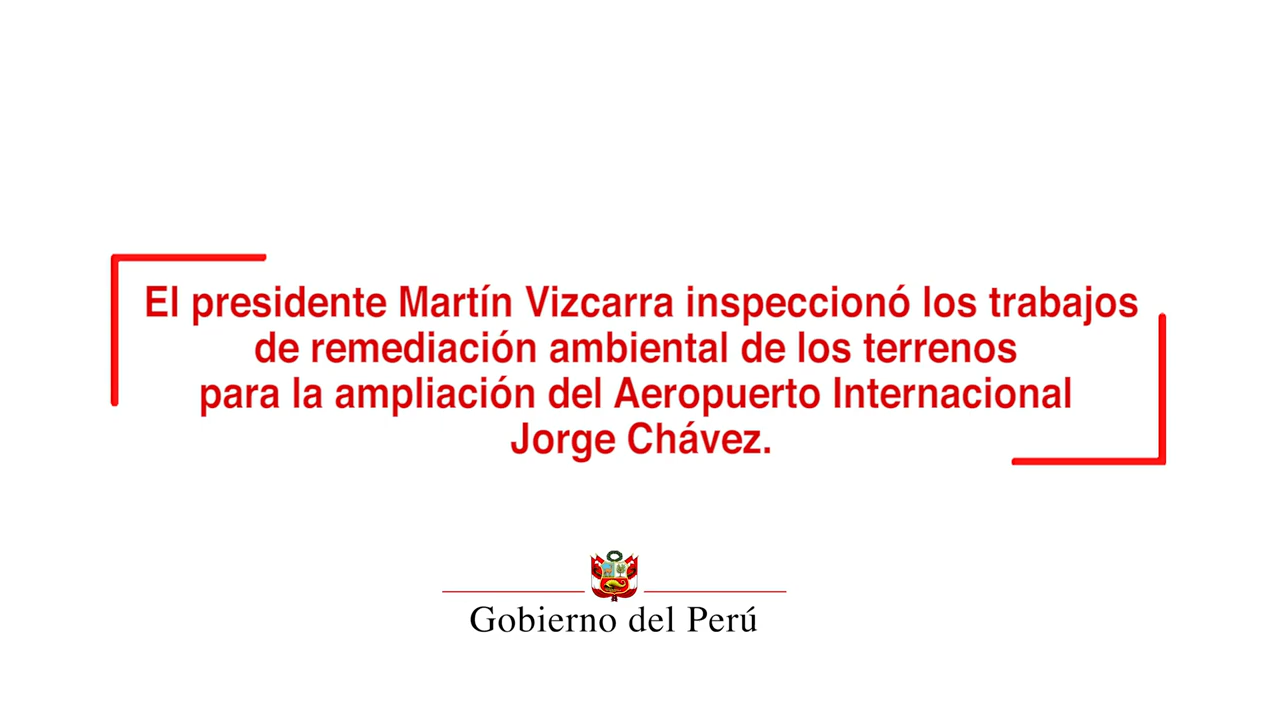 El presidente Martín Vizcarra inspeccionó los trabajos
de remediación ambiental de los terrenos
para la ampliación del Aeropuerto Internacional
Jorge Chávez.
Gobierno del Perú